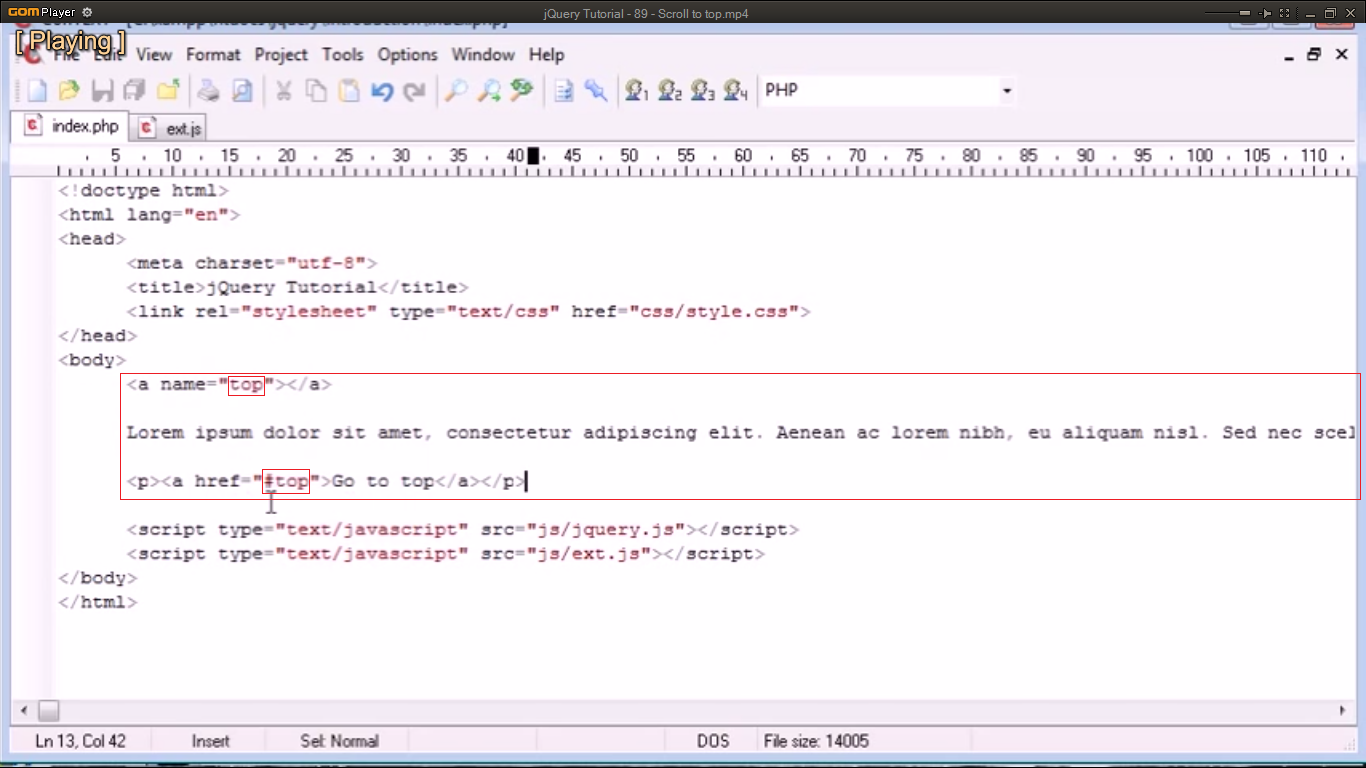 GOMPlayer jQuery Tutorial - 89 - Scroll to top.mp4
[ Playing ]
File Edit View Format Project Tools Options Window Help
1 2 3 4 PHP
index.php ext.js
5 10 15 20 25 30 35 40 45 50 55 60 65 70 75 80 85 90 95 100 105 110
<!doctype html>
<html lang="en">
<head>
<meta charset="utf-8">
<title>jQuery Tutorial</title>
<link rel="stylesheet" type="text/css" href="css/style.css">
</head>
<body>
<a name="top"></a>
Lorem ipsum dolor sit amet, consectetur adipiscing elit. Aenean ac lorem nibh, eu aliquam nisl. Sed nec scel
<p><a href="#top">Go to top</a></p>
<script type="text/javascript" src="js/jquery.js"></script>
<script type="text/javascript" src="js/ext.js"></script>
</body>
</html>
Ln 13, Col 42 Insert Sel: Normal DOS File size: 14005